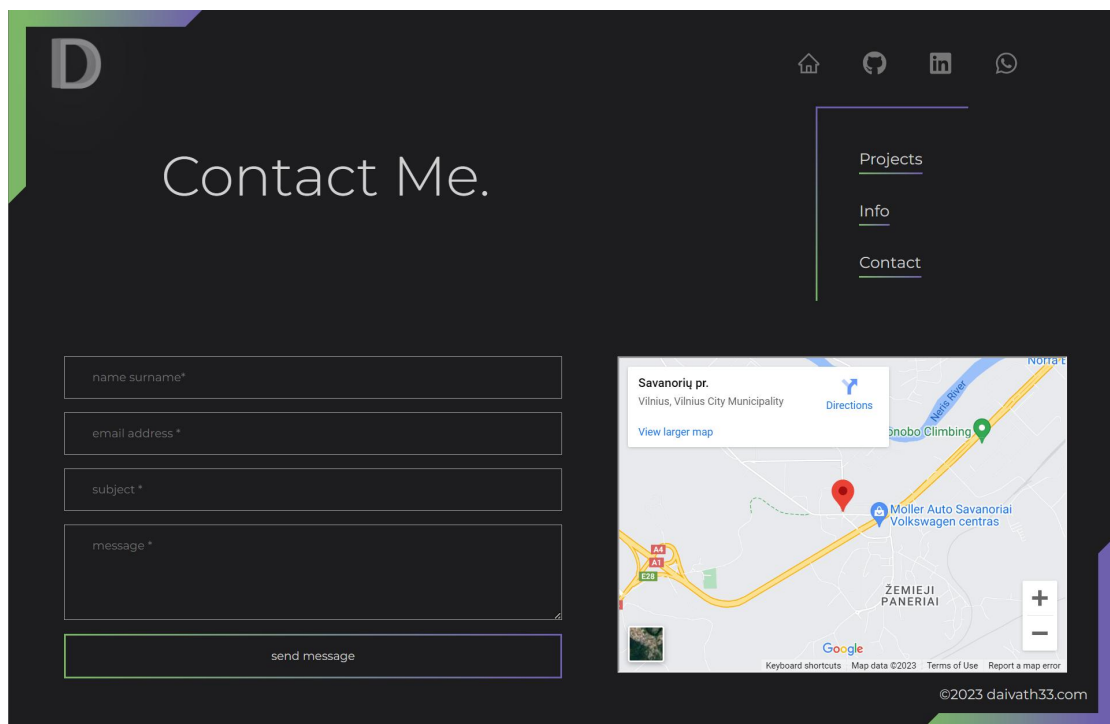 D
Contact Me.
Projects
Info
Contact
name surname*
email address *
subject *
message *
send message
Savanorių pr.
Vilnius, Vilnius City Municipality
Directions
View larger map
Neris River
Climbing
Moller Auto Savanoriai
Volkswagen centras
A4
A1
E28
ŽEMIEJI
PANERIAI
+
−
Google
Keyboard shortcuts Map data ©2023 Terms of Use Report a map error
©2023 daivath33.com